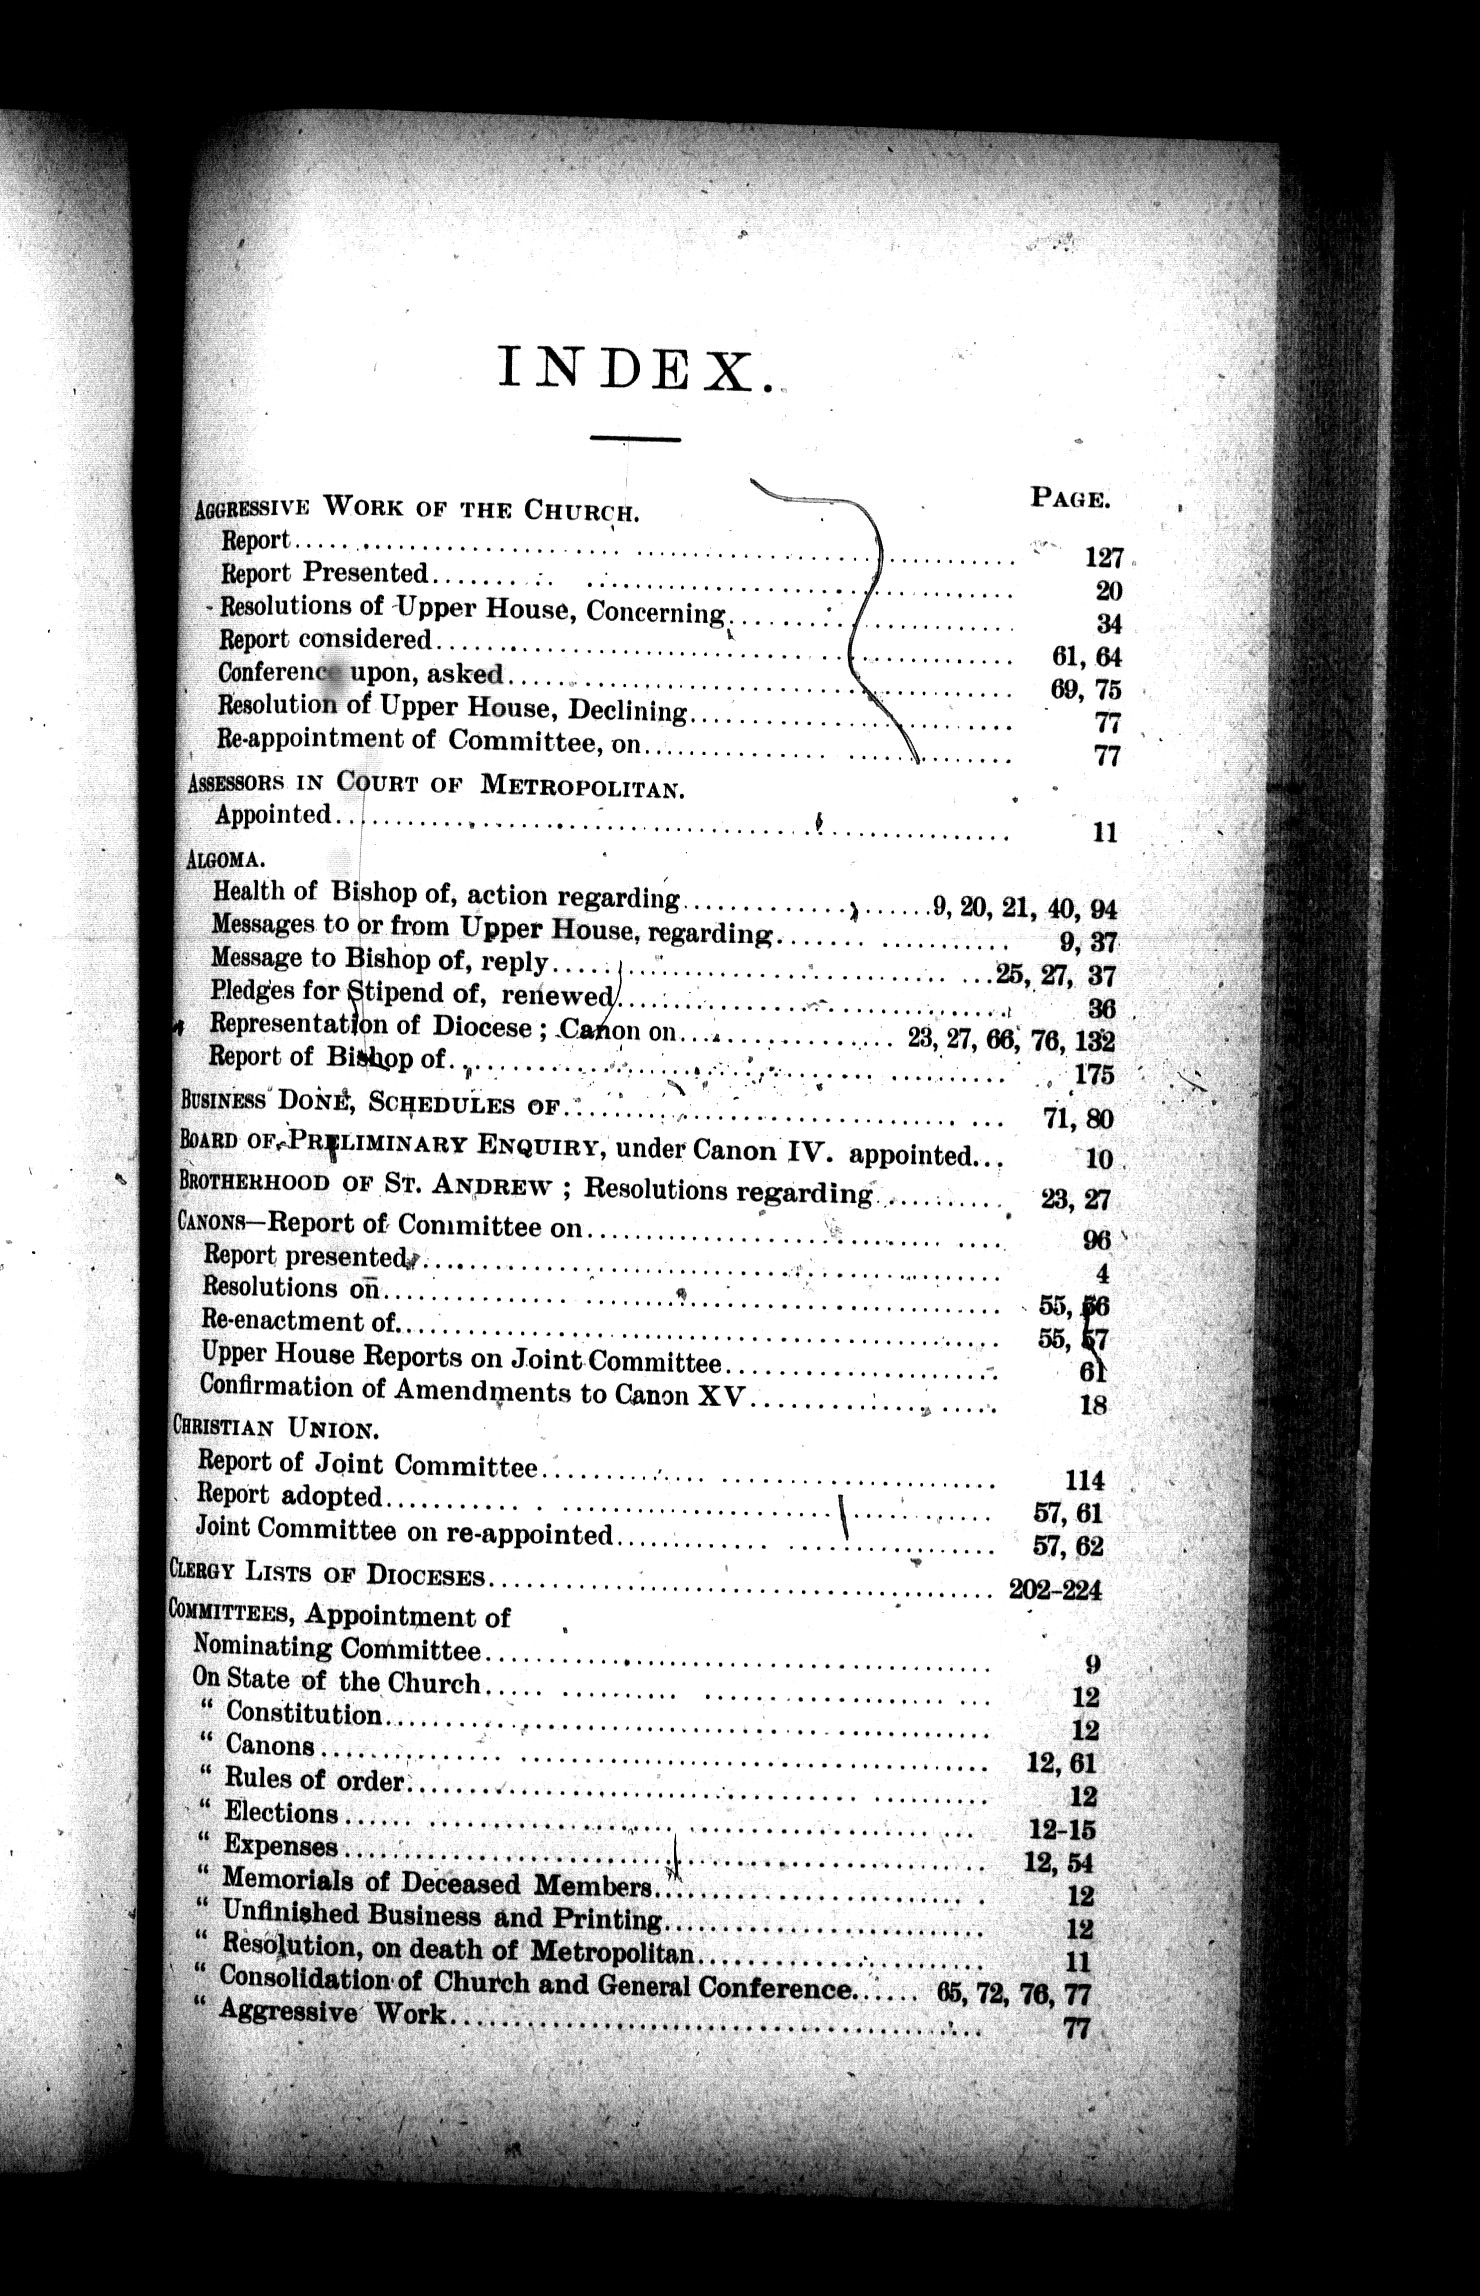 INDEX.
PAGE.
AGGRESSIVE WORK OF THE CHURCH.
Report........ 127
Report Presented........ 20
Resolutions of Upper House, Concerning........ 34
Report considered........ 61, 64
Conference upon, asked........ 69, 75
Resolution of Upper House, Declining........ 77
Re-appointment of Committee, on........ 77
ASSESSORS IN COURT OF METROPOLITAN.
Appointed........ 11
ALGOMA.
Health of Bishop of, action regarding........ 9, 20, 21, 40, 94
Messages to or from Upper House, regarding........ 9, 37
Message to Bishop of, reply........ 25, 27, 37
Pledges for Stipend of, renewed........ 36
Representation of Diocese ; Canon on........ 23, 27, 66, 76, 132
Report of Bishop of........ 175
BUSINESS DONE, SCHEDULES OF........ 71, 80
BOARD OF PRELIMINARY ENQUIRY, under Canon IV. appointed... 10
BROTHERHOOD OF ST. ANDREW ; Resolutions regarding........ 23, 27
CANONS—Report of Committee on........ 96
Report presented........ 4
Resolutions on........ 55, 56
Re-enactment of........ 55, 57
Upper House Reports on Joint Committee........ 61
Confirmation of Amendments to Canon XV........ 18
CHRISTIAN UNION.
Report of Joint Committee........ 114
Report adopted........ 57, 61
Joint Committee on re-appointed........ 57, 62
CLERGY LISTS OF DIOCESES........ 202-224
COMMITTEES, Appointment of
Nominating Committee........ 9
On State of the Church........ 12
“ Constitution........ 12
“ Canons........ 12, 61
“ Rules of order........ 12
“ Elections........ 12-15
“ Expenses........ 12, 54
“ Memorials of Deceased Members........ 12
“ Unfinished Business and Printing........ 12
“ Resolution, on death of Metropolitan........ 11
“ Consolidation of Church and General Conference...... 65, 72, 76, 77
“ Aggressive Work........ 77